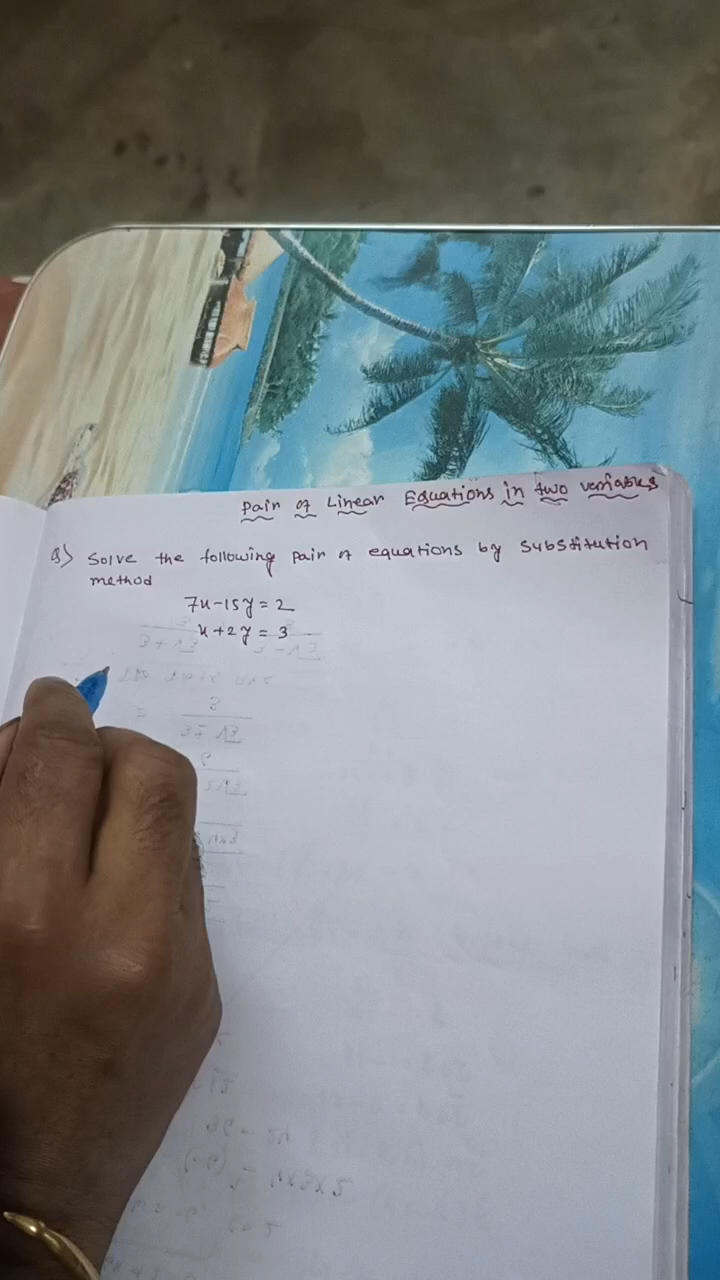 Pair of Linear Equations in two variables
Q) Solve the following pair of equations by substitution
method
7x-15y = 2
x+2y = 3